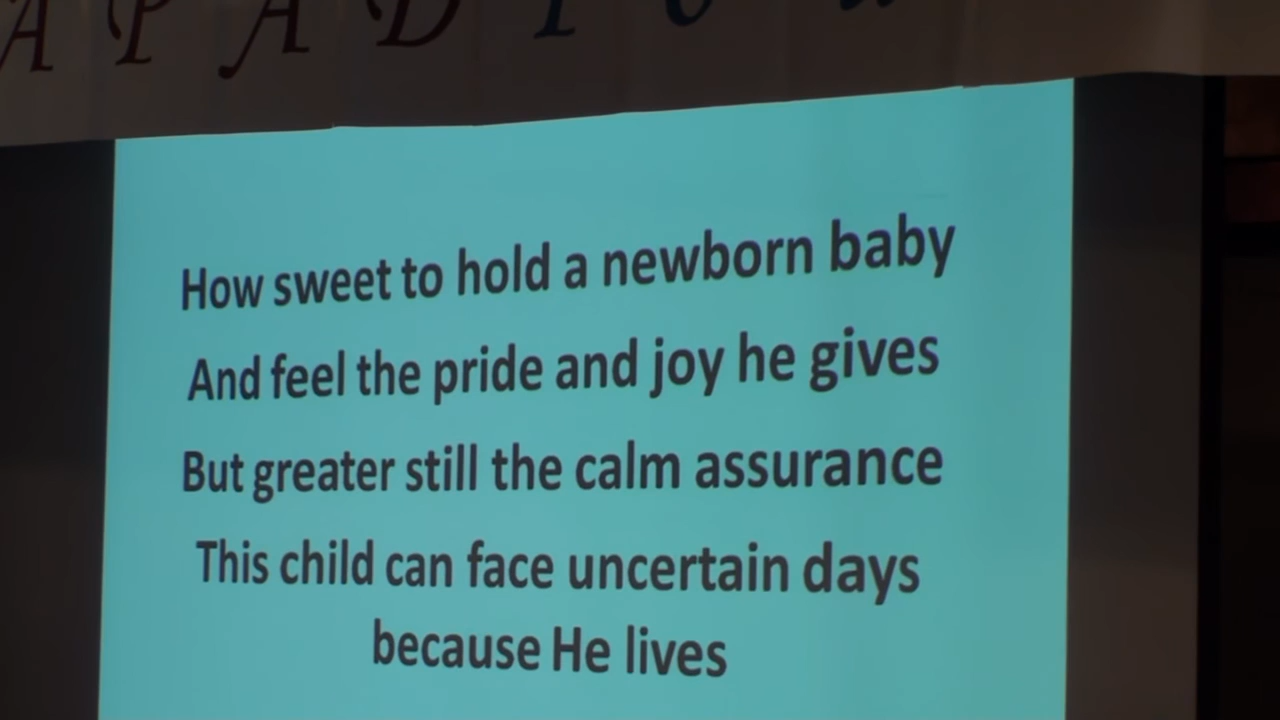 APAD
How sweet to hold a newborn baby
And feel the pride and joy he gives
But greater still the calm assurance
This child can face uncertain days
because He lives